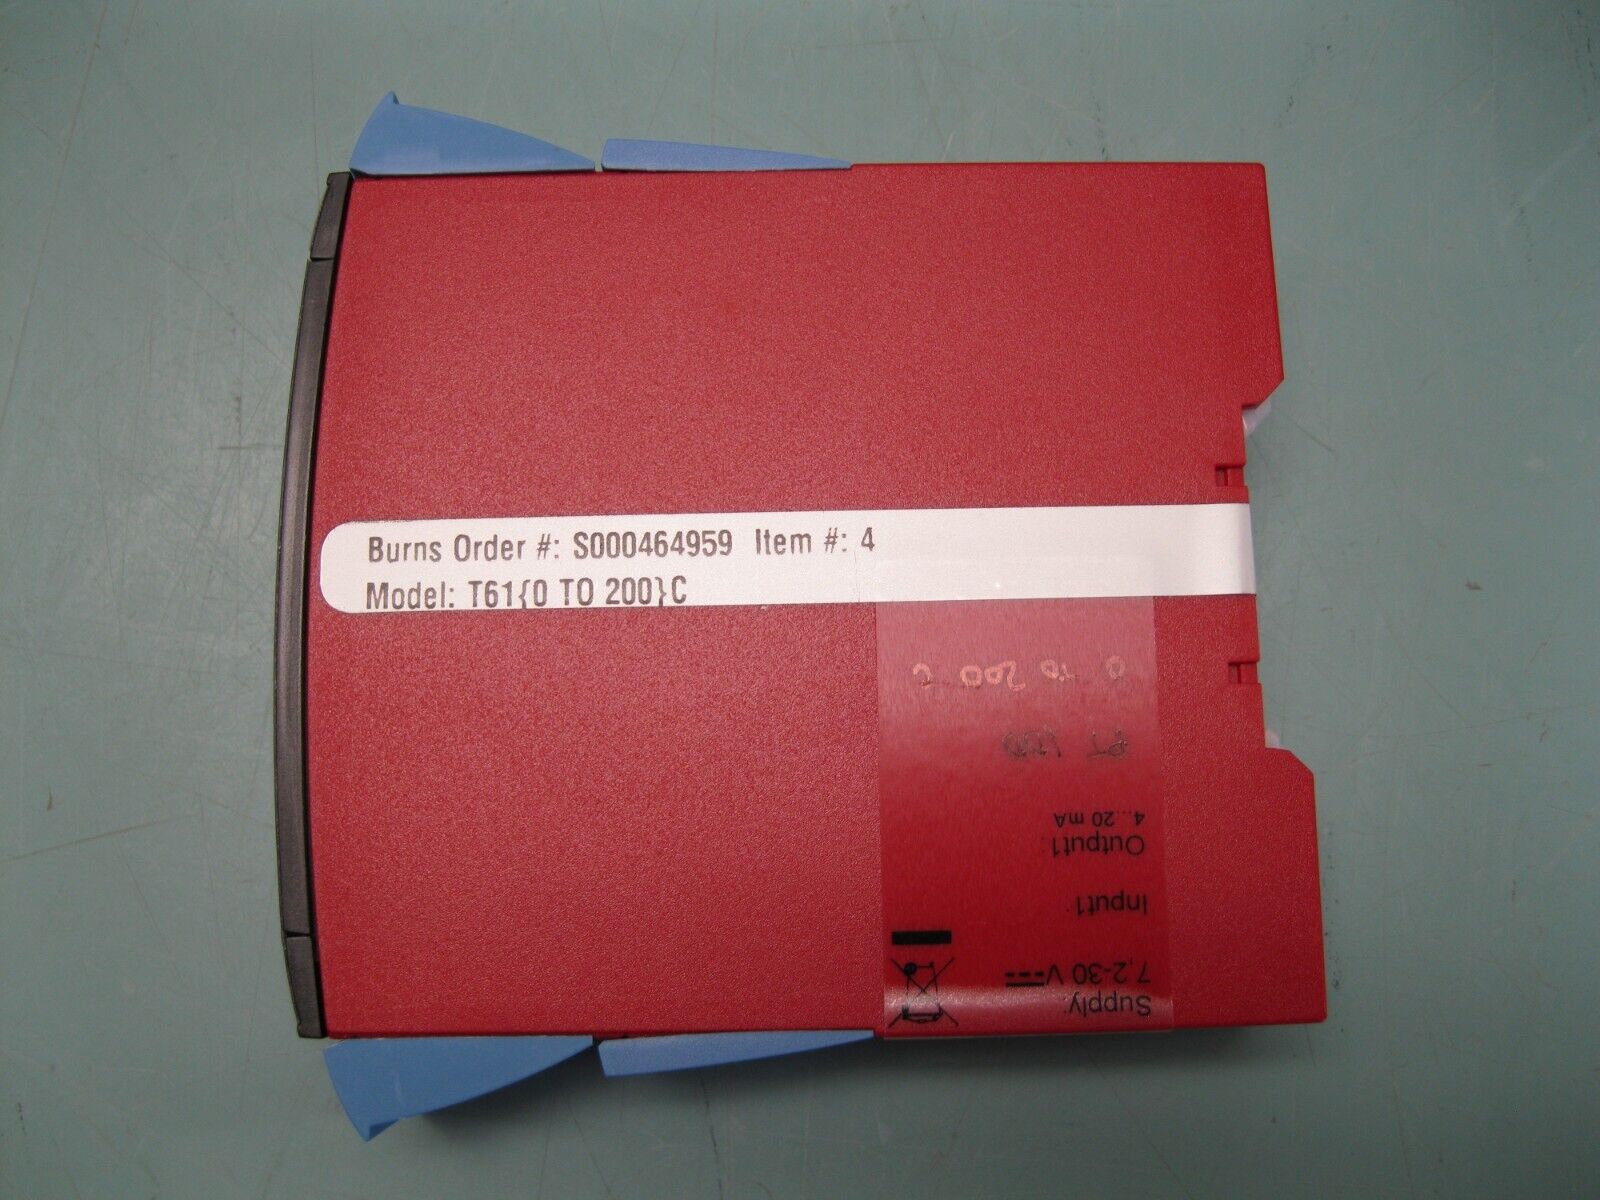 Burns Order #: S000464959 Item #: 4
Model: T61{0 TO 200}C
Supply:
7,2-30 V
Input1:
Output1:
4...20 mA
PT 100
0 TO 200 C